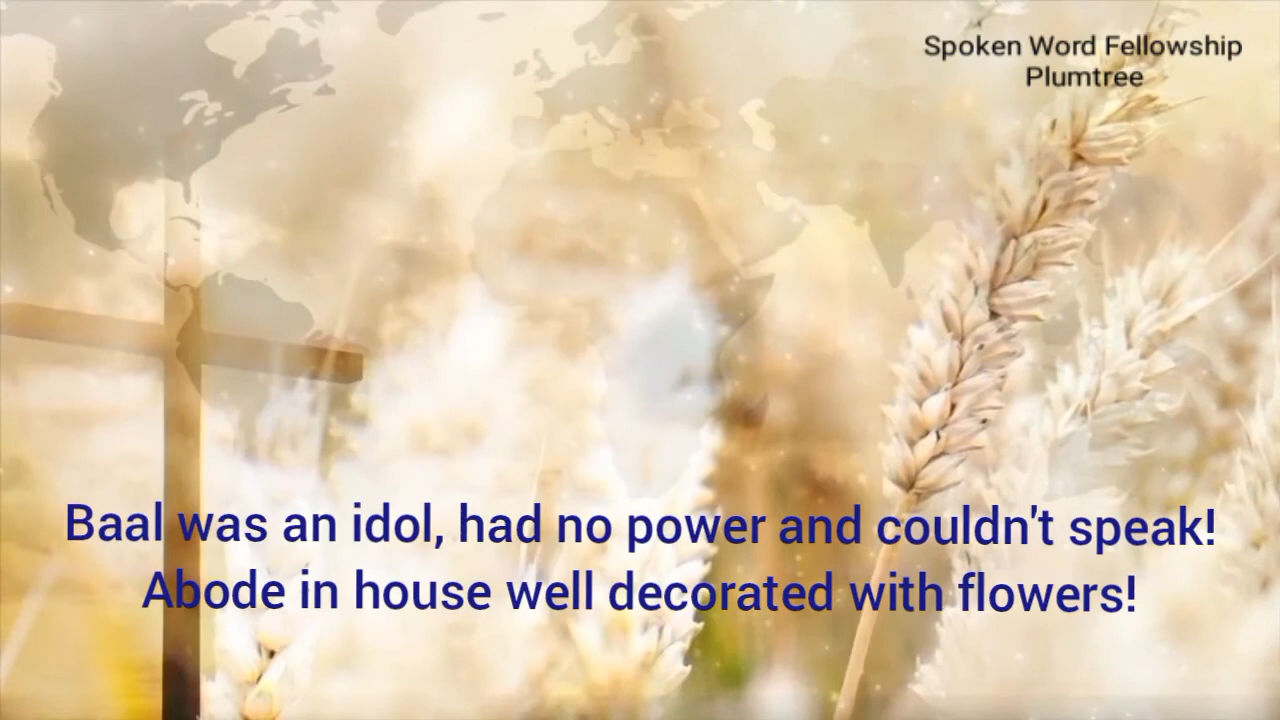 Spoken Word Fellowship
Plumtree
Baal was an idol, had no power and couldn't speak!
Abode in house well decorated with flowers!